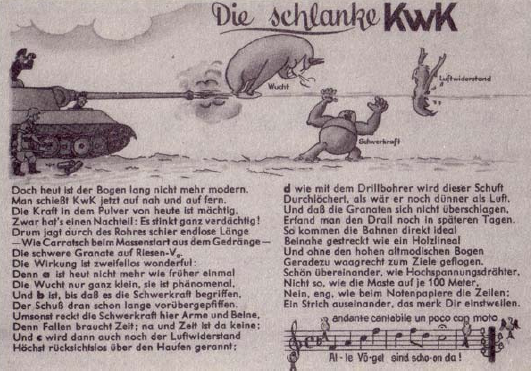 Die schlanke KwK
Wucht
Luftwiderstand
Schwerkraft
Doch heut ist der Bogen lang nicht mehr modern.
Man schießt KwK jetzt auf nah und auf fern.
Die Kraft in dem Pulver von heute ist mächtig,
Zwar hat's einen Nachteil: Es stinkt ganz verdächtig!
Drum jagt durch des Rohres schier endlose Länge
—Wie Carratsch beim Massenstart aus dem Gedränge—
Die schwere Granate auf Riesen-V₀.
Die Wirkung ist zweifellos wunderful:
Denn a ist heut nicht mehr wie früher einmal
Die Wucht nur ganz klein, sie ist phänomenal,
Und b ist, bis daß es die Schwerkraft begriffen,
Der Schuß dran schon lange vorübergepfiffen.
Umsonst reckt die Schwerkraft hier Arme und Beine,
Denn Fallen braucht Zeit; na und Zeit ist da keine;
Und c wird dann auch noch der Luftwiderstand
Höchst rücksichtslos über den Haufen gerannt;
d wie mit dem Drillbohrer wird dieser Schuft
Durchlöchert, als wär er noch dünner als Luft.
Und daß die Granaten sich nicht überschlagen,
Erfand man den Drall noch in späteren Tagen.
So kommen die Bahnen direkt ideal
Beinahe gestreckt wie ein Holzlineal
Und ohne den hohen altmodischen Bogen
Geradezu waagrecht zum Ziele geflogen.
Schön übereinander, wie Hochspannungsdrähter,
Nicht so, wie die Maste auf je 100 Meter,
Nein, eng, wie beim Notenpapiere die Zeilen:
Ein Strich auseinander, das merk Dir einstweilen.
andante cantabile un poco con moto
Al-le Vö-gel sind scho-on da!